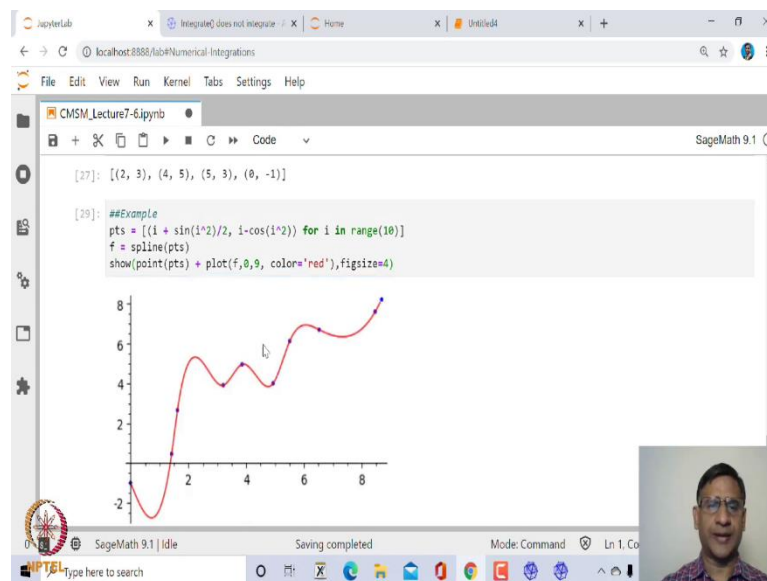 JupyterLab
Integrate() does not integrate - A
Home
Untitled4
localhost:8888/lab#Numerical-Integrations
File Edit View Run Kernel Tabs Settings Help
CMSM_Lecture7-6.ipynb
Code
SageMath 9.1
[27]: [(2, 3), (4, 5), (5, 3), (0, -1)]
[29]: ##Example
pts = [(i + sin(i^2)/2, i-cos(i^2)) for i in range(10)]
f = spline(pts)
show(point(pts) + plot(f,0,9, color='red'),figsize=4)
8
6
4
2
-2
2 4 6 8
0 SageMath 9.1 | Idle Saving completed Mode: Command Ln 1, Co
NPTEL
Type here to search